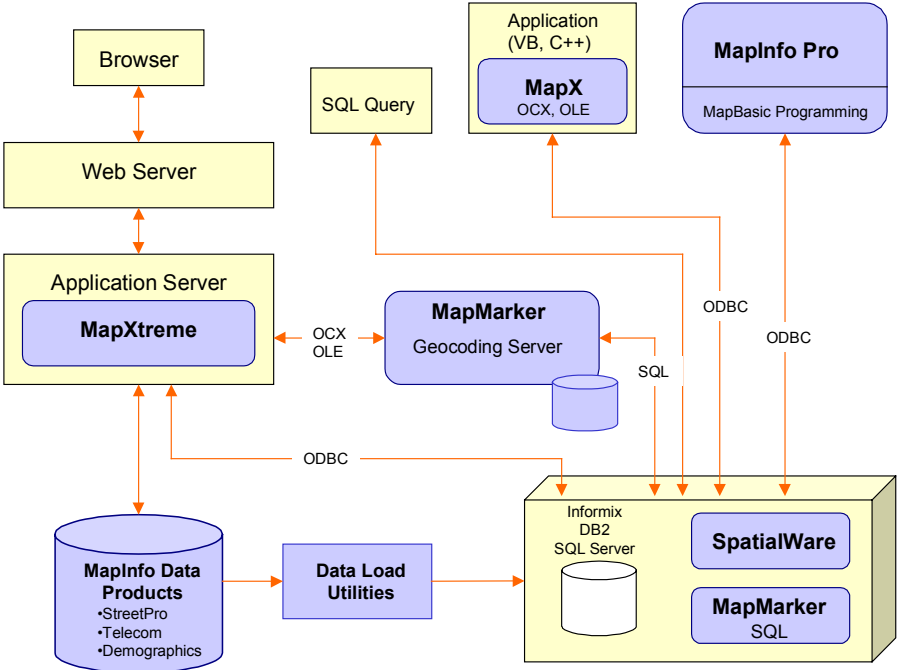 Browser
Web Server
Application Server
MapXtreme
SQL Query
Application
(VB, C++)
MapX
OCX, OLE
MapInfo Pro
MapBasic Programming
OCX
OLE
MapMarker
Geocoding Server
SQL
ODBC
ODBC
ODBC
MapInfo Data
Products
•StreetPro
•Telecom
•Demographics
Data Load
Utilities
Informix
DB2
SQL Server
SpatialWare
MapMarker
SQL